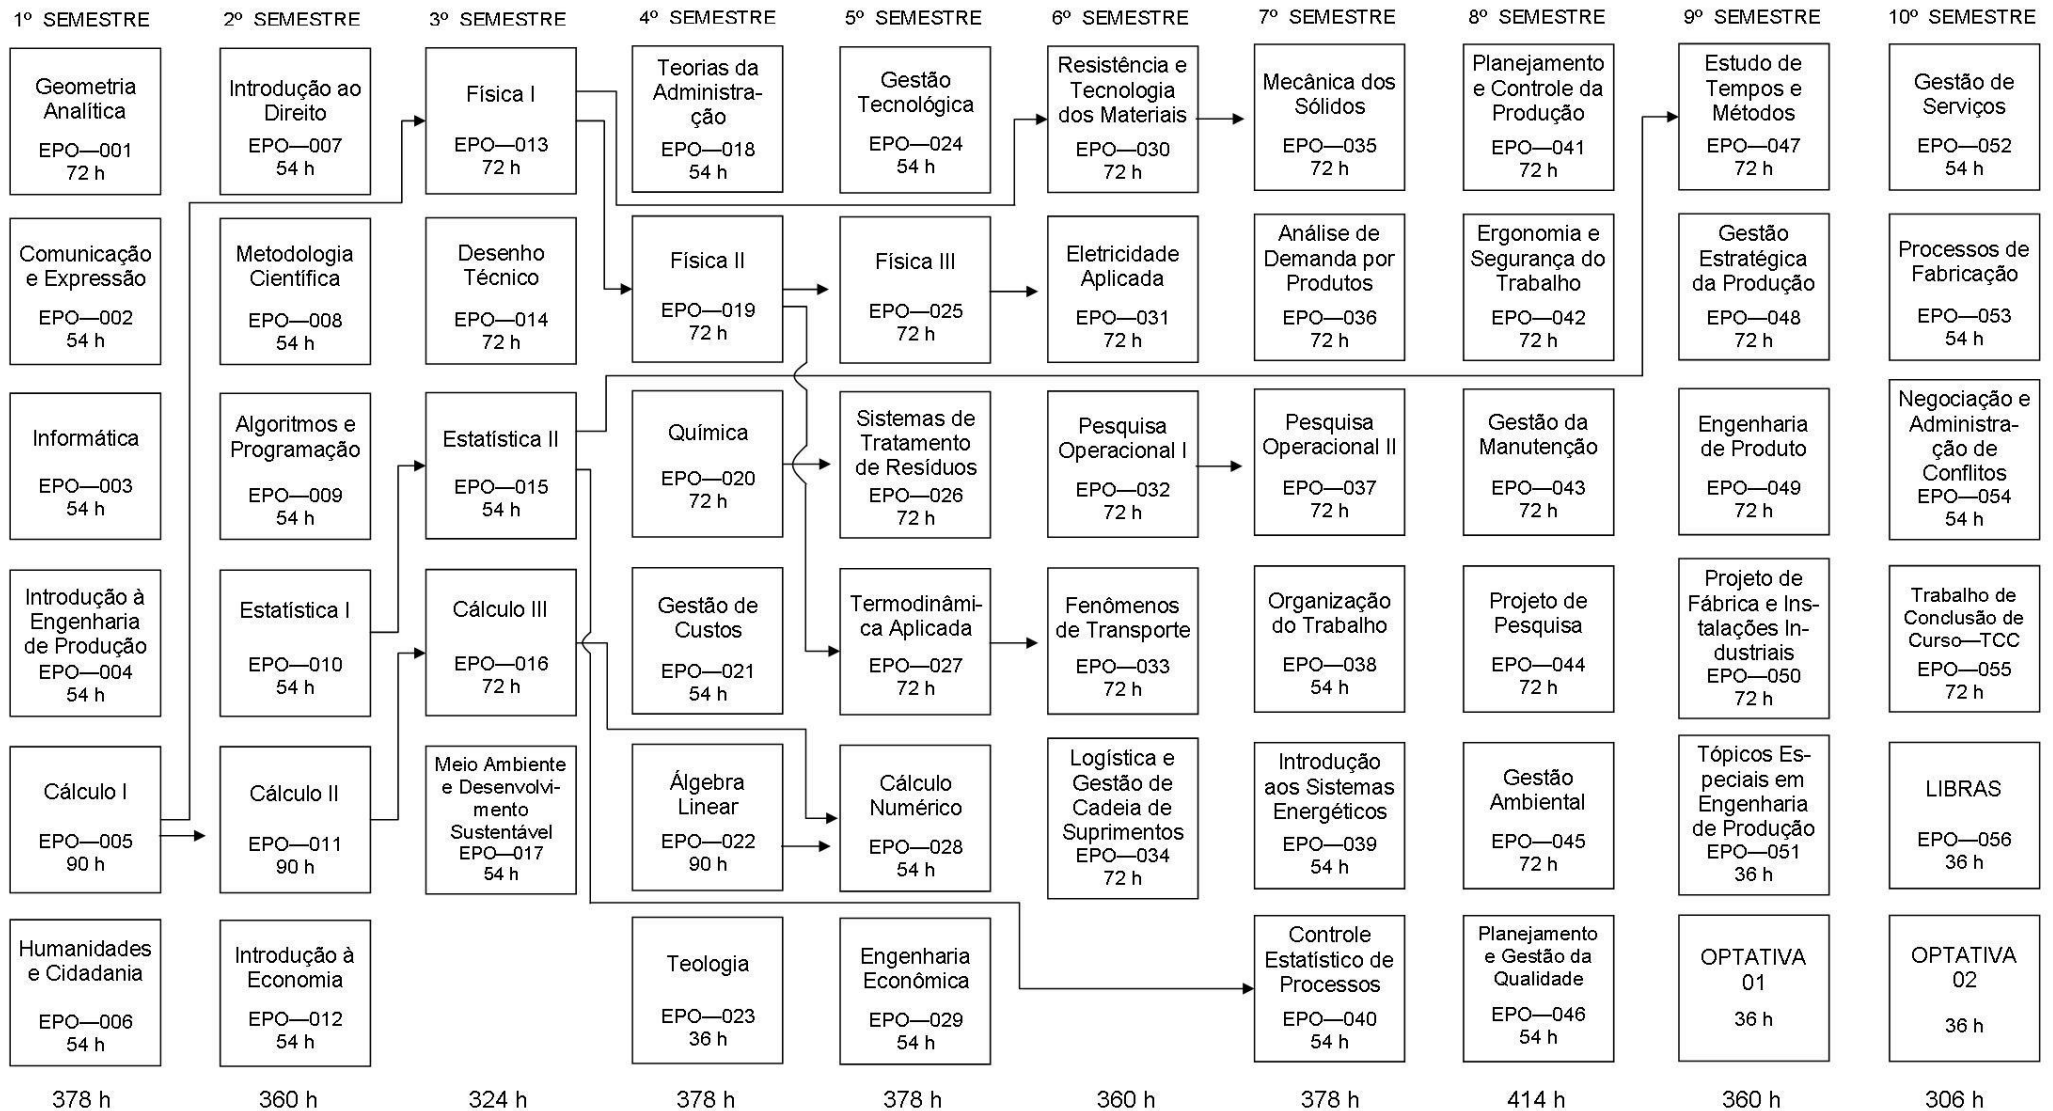 1º SEMESTRE
Geometria
Analítica
EPO—001
72 h
Comunicação
e Expressão
EPO—002
54 h
Informática
EPO—003
54 h
Introdução à
Engenharia
de Produção
EPO—004
54 h
Cálculo I
EPO—005
90 h
Humanidades
e Cidadania
EPO—006
54 h
378 h
2º SEMESTRE
Introdução ao
Direito
EPO—007
54 h
Metodologia
Científica
EPO—008
54 h
Algoritmos e
Programação
EPO—009
54 h
Estatística I
EPO—010
54 h
Cálculo II
EPO—011
90 h
Introdução à
Economia
EPO—012
54 h
360 h
3º SEMESTRE
Física I
EPO—013
72 h
Desenho
Técnico
EPO—014
72 h
Estatística II
EPO—015
54 h
Cálculo III
EPO—016
72 h
Meio Ambiente
e Desenvolvi-
mento
Sustentável
EPO—017
54 h
324 h
4º SEMESTRE
Teorias da
Administra-
ção
EPO—018
54 h
Física II
EPO—019
72 h
Química
EPO—020
72 h
Gestão de
Custos
EPO—021
54 h
Álgebra
Linear
EPO—022
90 h
Teologia
EPO—023
36 h
378 h
5º SEMESTRE
Gestão
Tecnológica
EPO—024
54 h
Física III
EPO—025
72 h
Sistemas de
Tratamento
de Resíduos
EPO—026
72 h
Termodinâmi-
ca Aplicada
EPO—027
72 h
Cálculo
Numérico
EPO—028
54 h
Engenharia
Econômica
EPO—029
54 h
378 h
6º SEMESTRE
Resistência e
Tecnologia
dos Materiais
EPO—030
72 h
Eletricidade
Aplicada
EPO—031
72 h
Pesquisa
Operacional I
EPO—032
72 h
Fenômenos
de Transporte
EPO—033
72 h
Logística e
Gestão de
Cadeia de
Suprimentos
EPO—034
72 h
360 h
7º SEMESTRE
Mecânica dos
Sólidos
EPO—035
72 h
Análise de
Demanda por
Produtos
EPO—036
72 h
Pesquisa
Operacional II
EPO—037
72 h
Organização
do Trabalho
EPO—038
54 h
Introdução
aos Sistemas
Energéticos
EPO—039
54 h
Controle
Estatístico de
Processos
EPO—040
54 h
378 h
8º SEMESTRE
Planejamento
e Controle da
Produção
EPO—041
72 h
Ergonomia e
Segurança do
Trabalho
EPO—042
72 h
Gestão da
Manutenção
EPO—043
72 h
Projeto de
Pesquisa
EPO—044
72 h
Gestão
Ambiental
EPO—045
72 h
Planejamento
e Gestão da
Qualidade
EPO—046
54 h
414 h
9º SEMESTRE
Estudo de
Tempos e
Métodos
EPO—047
72 h
Gestão
Estratégica
da Produção
EPO—048
72 h
Engenharia
de Produto
EPO—049
72 h
Projeto de
Fábrica e Ins-
talações In-
dustriais
EPO—050
72 h
Tópicos Es-
peciais em
Engenharia
de Produção
EPO—051
36 h
OPTATIVA
01
36 h
360 h
10º SEMESTRE
Gestão de
Serviços
EPO—052
54 h
Processos de
Fabricação
EPO—053
54 h
Negociação e
Administra-
ção de
Conflitos
EPO—054
54 h
Trabalho de
Conclusão de
Curso—TCC
EPO—055
72 h
LIBRAS
EPO—056
36 h
OPTATIVA
02
36 h
306 h